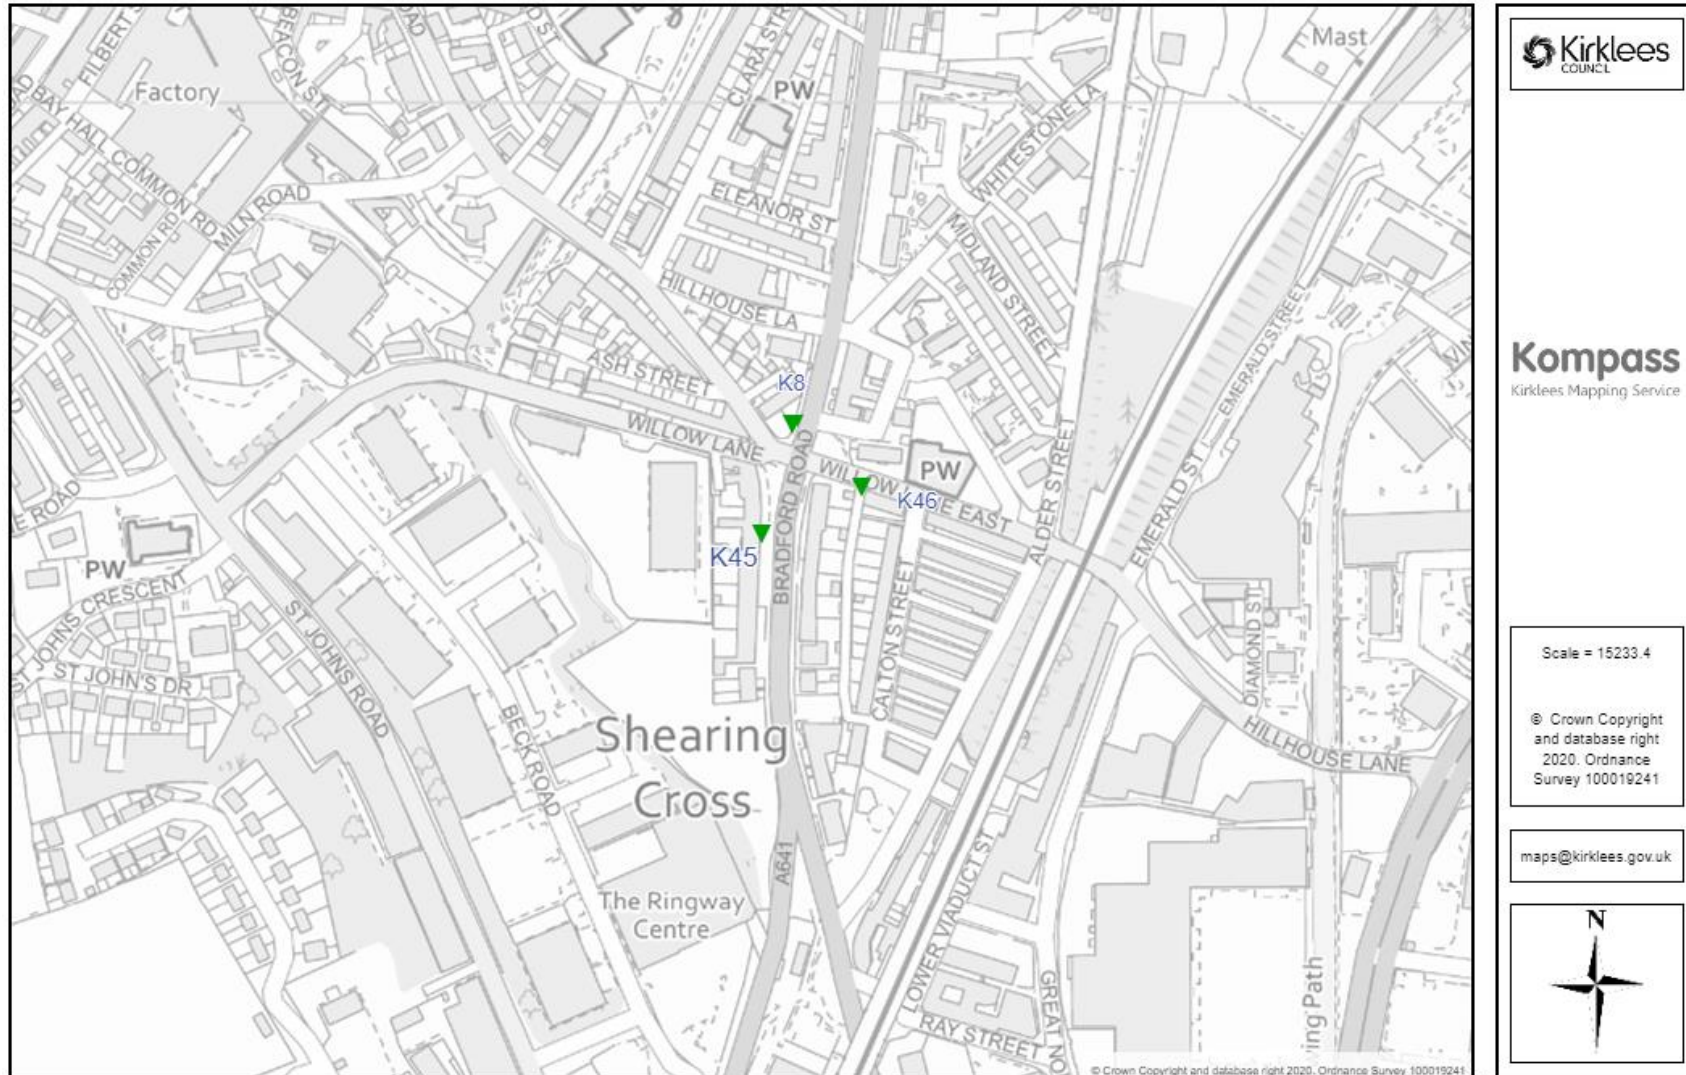 Mast
Factory
FILBERT S
BEACON ST
OAD
D ST
CLARA STR
PW
BAY HALL COMMON RD
COMMON RD
MILN ROAD
ELEANOR ST
WHITESTONE LA
MIDLAND STREET
HILLHOUSE LA
ASH STREET
K8
WILLOW LANE
EMERALD STREET
VIN
BRADFORD ROAD
WILLOW LANE EAST
PW
K46
ALDER STREET
EMERALD ST
K45
E ROAD
PW
ST JOHNS CRESCENT
ST JOHN'S DR
ST JOHNS ROAD
CALTON STREET
DIAMOND ST
BECK ROAD
Shearing
Cross
HILLHOUSE LANE
A641
The Ringway
Centre
LOWER VIADUCT ST
RAY STREET
GREAT NO
ving Path
© Crown Copyright and database right 2020. Ordnance Survey 100019241
Kirklees
COUNCIL
Kompass
Kirklees Mapping Service
Scale = 15233.4
© Crown Copyright
and database right
2020. Ordnance
Survey 100019241
maps@kirklees.gov.uk
N